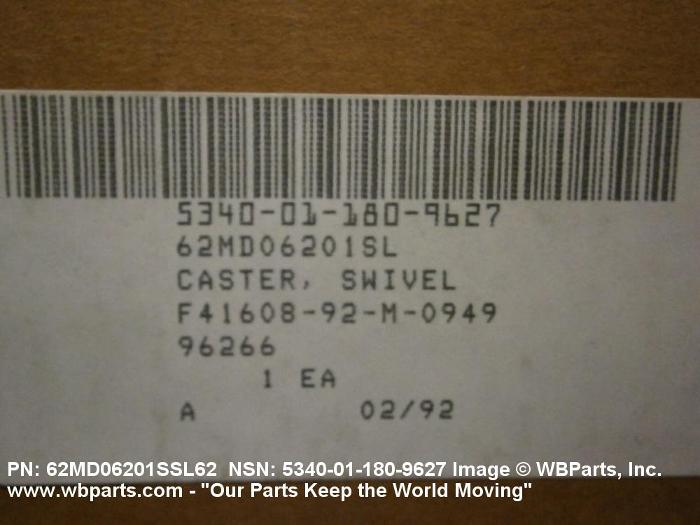 5340-01-180-9627
62MD06201SL
CASTER, SWIVEL
F41608-92-M-0949
96266
1 EA
A 02/92
PN: 62MD06201SSL62 NSN: 5340-01-180-9627 Image © WBParts, Inc.
www.wbparts.com - "Our Parts Keep the World Moving"